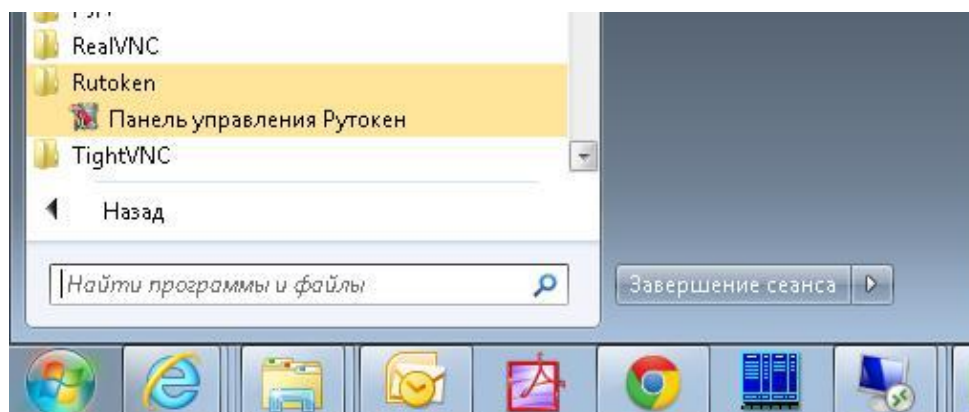 RealVNC
Rutoken
Панель управления Рутокен
TightVNC
Назад
Найти программы и файлы
Завершение сеанса